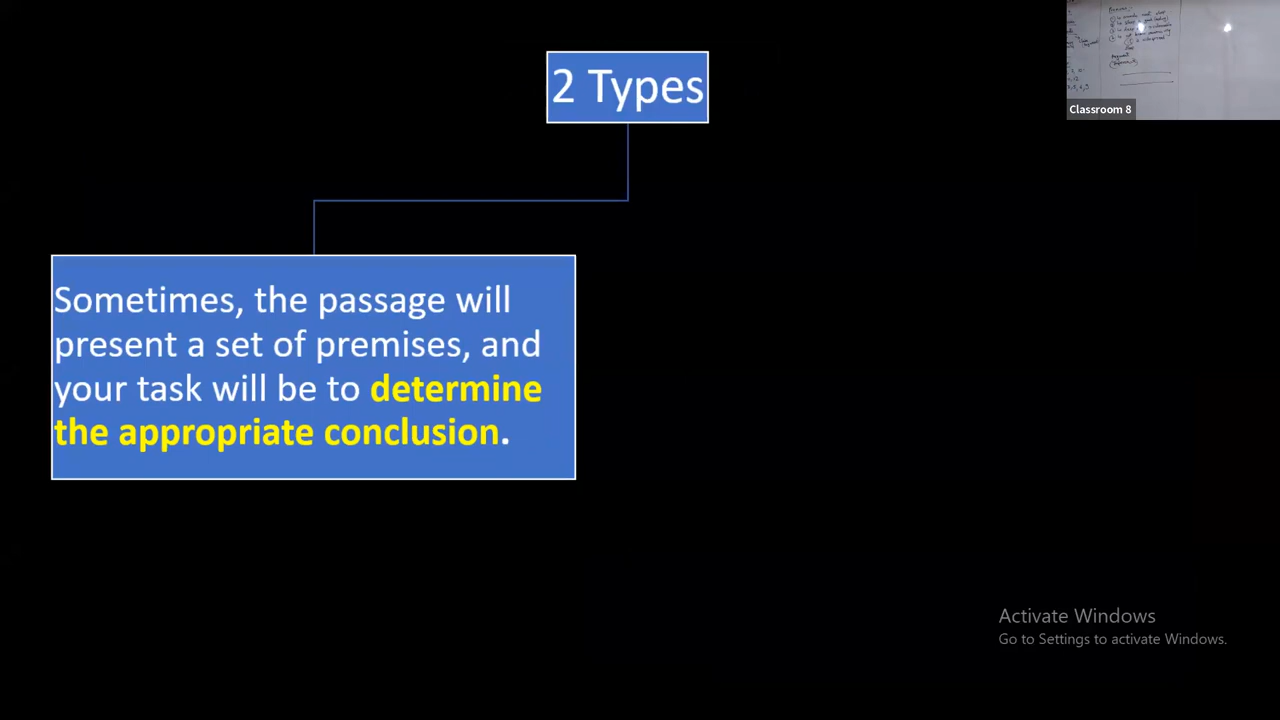 2 Types
Sometimes, the passage will
present a set of premises, and
your task will be to determine
the appropriate conclusion.
Classroom 8
Activate Windows
Go to Settings to activate Windows.